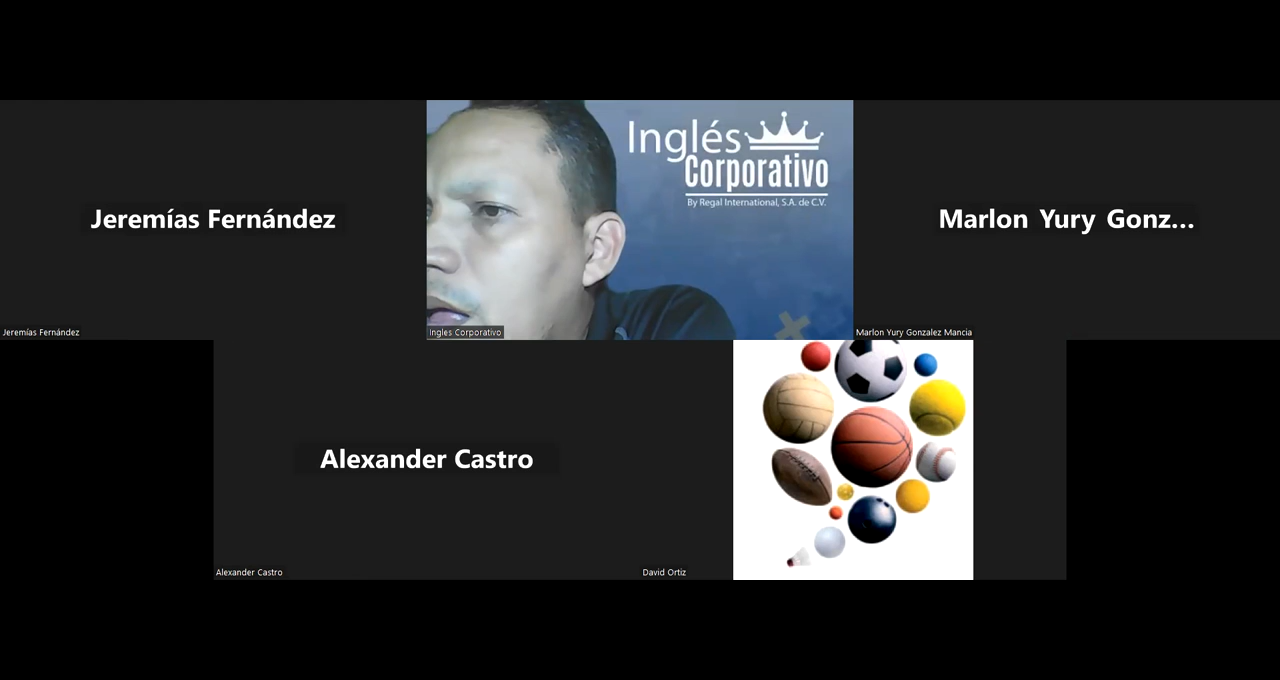 Jeremías Fernández
Jeremías Fernández
Inglés
Corporativo
By Regal International, S.A. de C.V.
Ingles Corporativo
Marlon Yury Gonz...
Marlon Yury Gonzalez Mancia
Alexander Castro
Alexander Castro
David Ortiz